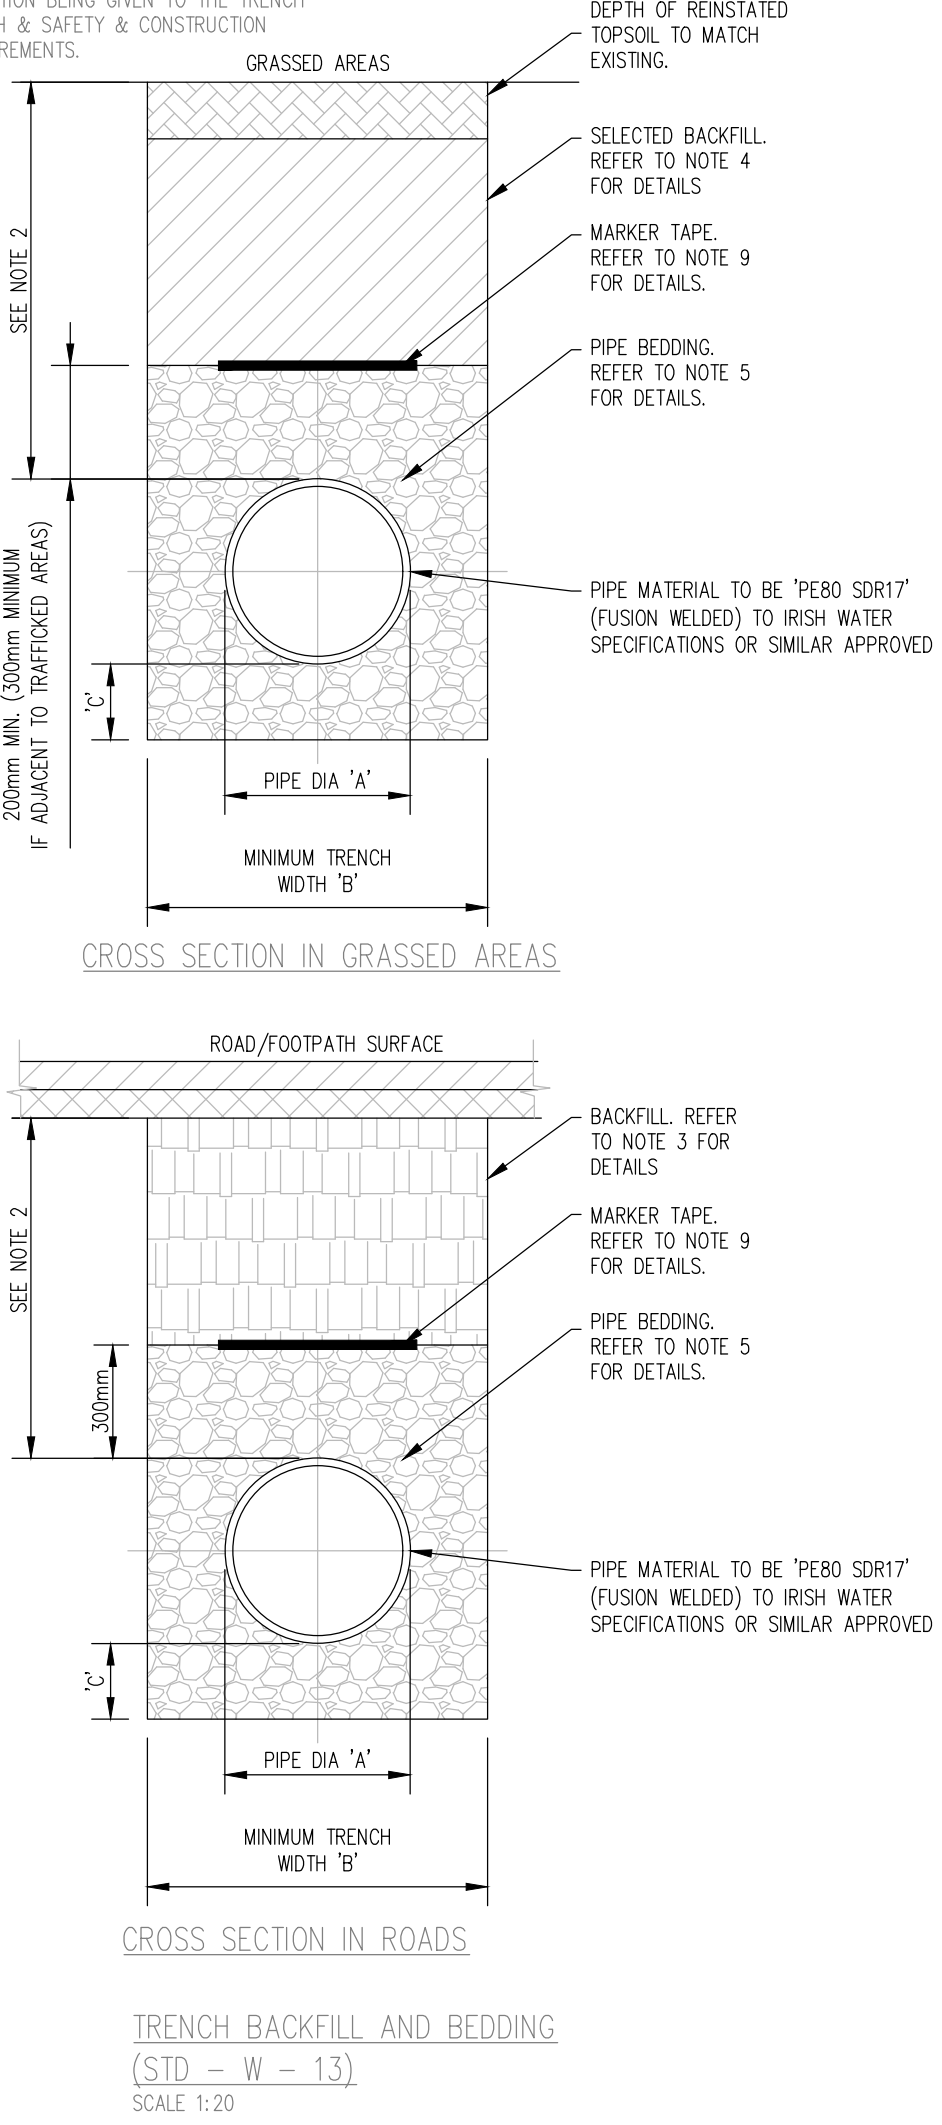 BEING GIVEN TO THE TRENCH
& SAFETY & CONSTRUCTION
DEPTH OF REINSTATED
TOPSOIL TO MATCH
EXISTING.
GRASSED AREAS
SELECTED BACKFILL.
REFER TO NOTE 4
FOR DETAILS
MARKER TAPE.
REFER TO NOTE 9
FOR DETAILS.
SEE NOTE 2
PIPE BEDDING.
REFER TO NOTE 5
FOR DETAILS.
200mm MIN. (300mm MINIMUM
IF ADJACENT TO TRAFFICKED AREAS)
PIPE MATERIAL TO BE 'PE80 SDR17'
(FUSION WELDED) TO IRISH WATER
SPECIFICATIONS OR SIMILAR APPROVED
'C'
PIPE DIA 'A'
MINIMUM TRENCH
WIDTH 'B'
CROSS SECTION IN GRASSED AREAS
ROAD/FOOTPATH SURFACE
BACKFILL. REFER
TO NOTE 3 FOR
DETAILS
MARKER TAPE.
REFER TO NOTE 9
FOR DETAILS.
SEE NOTE 2
PIPE BEDDING.
REFER TO NOTE 5
FOR DETAILS.
300mm
PIPE MATERIAL TO BE 'PE80 SDR17'
(FUSION WELDED) TO IRISH WATER
SPECIFICATIONS OR SIMILAR APPROVED
'C'
PIPE DIA 'A'
MINIMUM TRENCH
WIDTH 'B'
CROSS SECTION IN ROADS
TRENCH BACKFILL AND BEDDING
(STD - W - 13)
SCALE 1:20